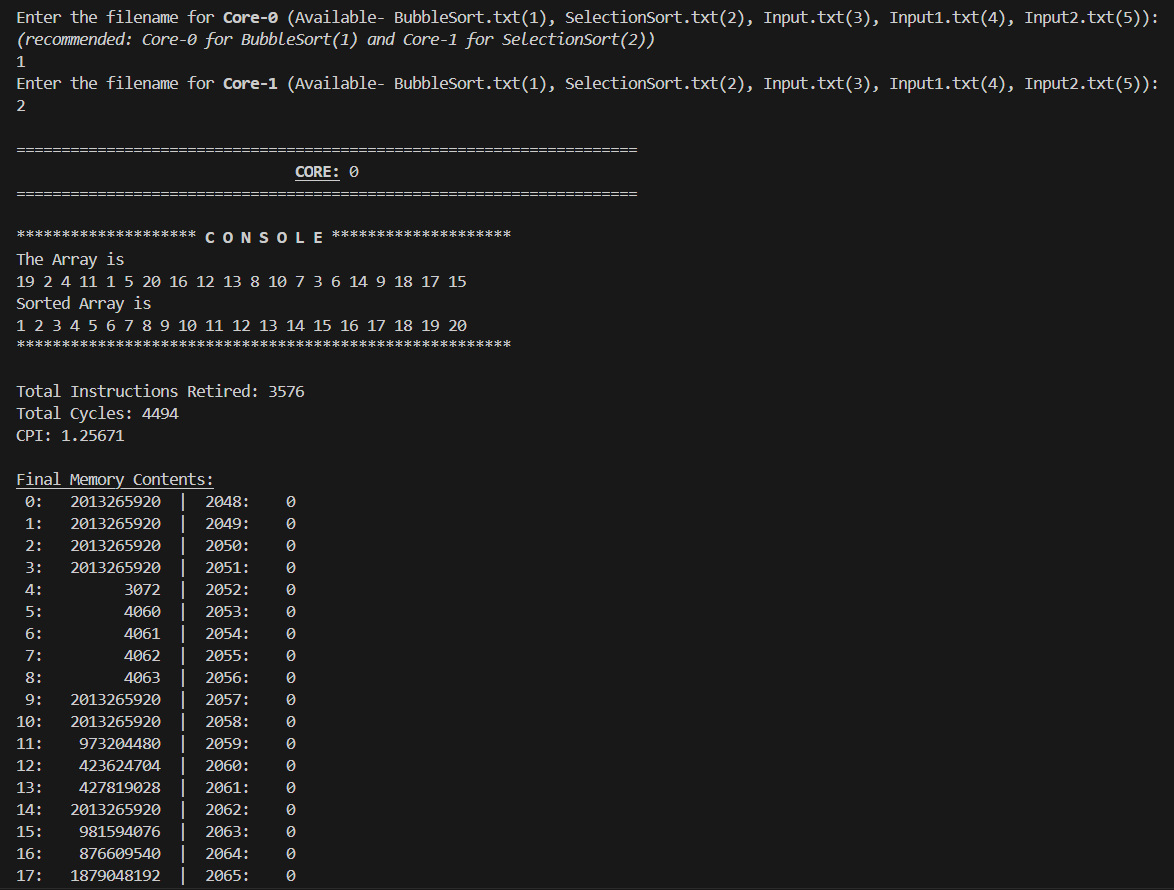 Enter the filename for Core-0 (Available- BubbleSort.txt(1), SelectionSort.txt(2), Input.txt(3), Input1.txt(4), Input2.txt(5)):
(recommended: Core-0 for BubbleSort(1) and Core-1 for SelectionSort(2))
1
Enter the filename for Core-1 (Available- BubbleSort.txt(1), SelectionSort.txt(2), Input.txt(3), Input1.txt(4), Input2.txt(5)):
2
=====================================================================
CORE: 0
=====================================================================
******************** C O N S O L E ********************
The Array is
19 2 4 11 1 5 20 16 12 13 8 10 7 3 6 14 9 18 17 15
Sorted Array is
1 2 3 4 5 6 7 8 9 10 11 12 13 14 15 16 17 18 19 20
*******************************************************
Total Instructions Retired: 3576
Total Cycles: 4494
CPI: 1.25671
Final Memory Contents:
0: 2013265920 | 2048: 0
1: 2013265920 | 2049: 0
2: 2013265920 | 2050: 0
3: 2013265920 | 2051: 0
4: 3072 | 2052: 0
5: 4060 | 2053: 0
6: 4061 | 2054: 0
7: 4062 | 2055: 0
8: 4063 | 2056: 0
9: 2013265920 | 2057: 0
10: 2013265920 | 2058: 0
11: 973204480 | 2059: 0
12: 423624704 | 2060: 0
13: 427819028 | 2061: 0
14: 2013265920 | 2062: 0
15: 981594076 | 2063: 0
16: 876609540 | 2064: 0
17: 1879048192 | 2065: 0